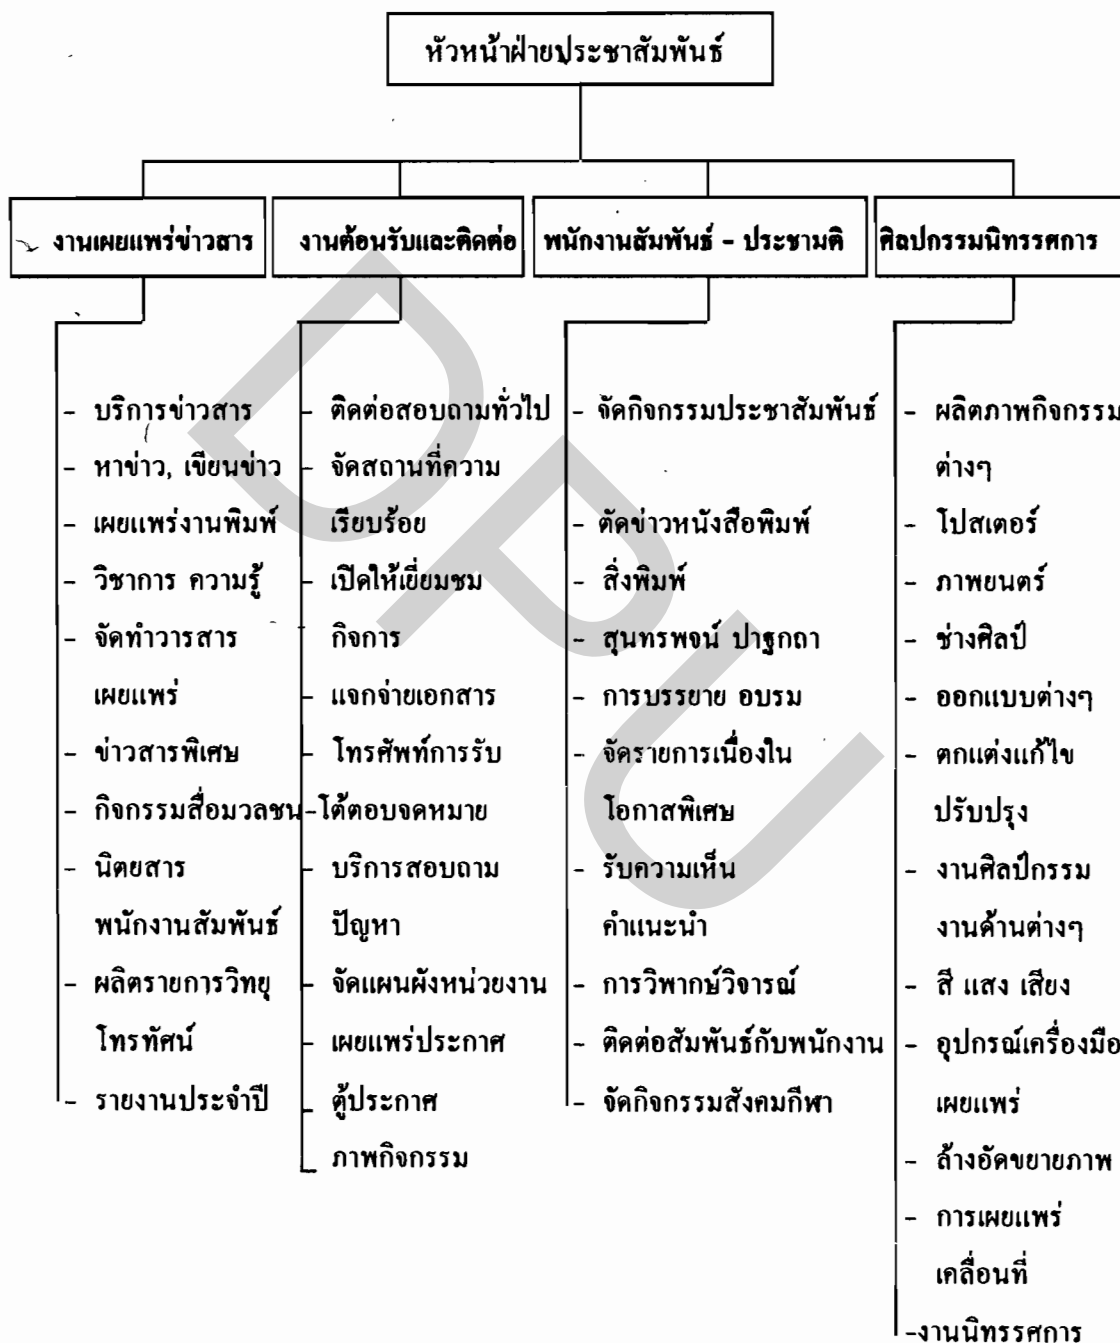 หัวหน้าฝ่ายประชาสัมพันธ์
งานเผยแพร่ข่าวสาร
งานต้อนรับและติดต่อ
พนักงานสัมพันธ์ - ประชามติ
ศิลปกรรมนิทรรศการ
- บริการข่าวสาร
- หาข่าว, เขียนข่าว
- เผยแพร่งานพิมพ์
- วิชาการ ความรู้
- จัดทำวารสาร
เผยแพร่
- ข่าวสารพิเศษ
- กิจกรรมสื่อมวลชน
- นิตยสาร
พนักงานสัมพันธ์
- ผลิตรายการวิทยุ
โทรทัศน์
- รายงานประจำปี
- ติดต่อสอบถามทั่วไป
- จัดสถานที่ความ
เรียบร้อย
- เปิดให้เยี่ยมชม
กิจการ
- แจกจ่ายเอกสาร
- โทรศัพท์การรับ
-โต้ตอบจดหมาย
- บริการสอบถาม
ปัญหา
- จัดแผนผังหน่วยงาน
- เผยแพร่ประกาศ
- ตู้ประกาศ
- ภาพกิจกรรม
- จัดกิจกรรมประชาสัมพันธ์
- ตัดข่าวหนังสือพิมพ์
- สิ่งพิมพ์
- สุนทรพจน์ ปาฐกถา
- การบรรยาย อบรม
- จัดรายการเนื่องใน
โอกาสพิเศษ
- รับความเห็น
คำแนะนำ
- การวิพากษ์วิจารณ์
- ติดต่อสัมพันธ์กับพนักงาน
- จัดกิจกรรมสังคมกีฬา
- ผลิตภาพกิจกรรม
ต่างๆ
- โปสเตอร์
- ภาพยนตร์
- ช่างศิลป์
- ออกแบบต่างๆ
- ตกแต่งแก้ไข
ปรับปรุง
- งานศิลป์กรรม
งานด้านต่างๆ
- สี แสง เสียง
- อุปกรณ์เครื่องมือ
เผยแพร่
- ล้างอัดขยายภาพ
- การเผยแพร่
เคลื่อนที่
-งานนิทรรศการ
DPU